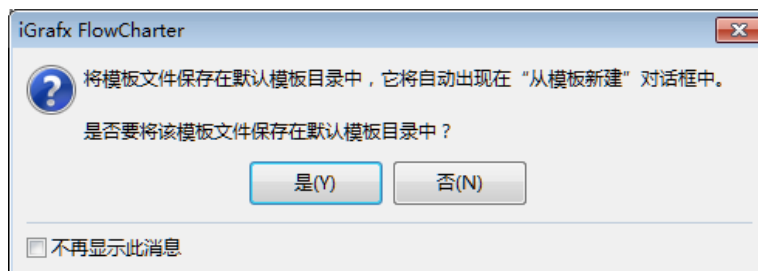 iGrafx FlowCharter
将模板文件保存在默认模板目录中，它将自动出现在“从模板新建”对话框中。
是否要将该模板文件保存在默认模板目录中？
是(Y) 否(N)
不再显示此消息